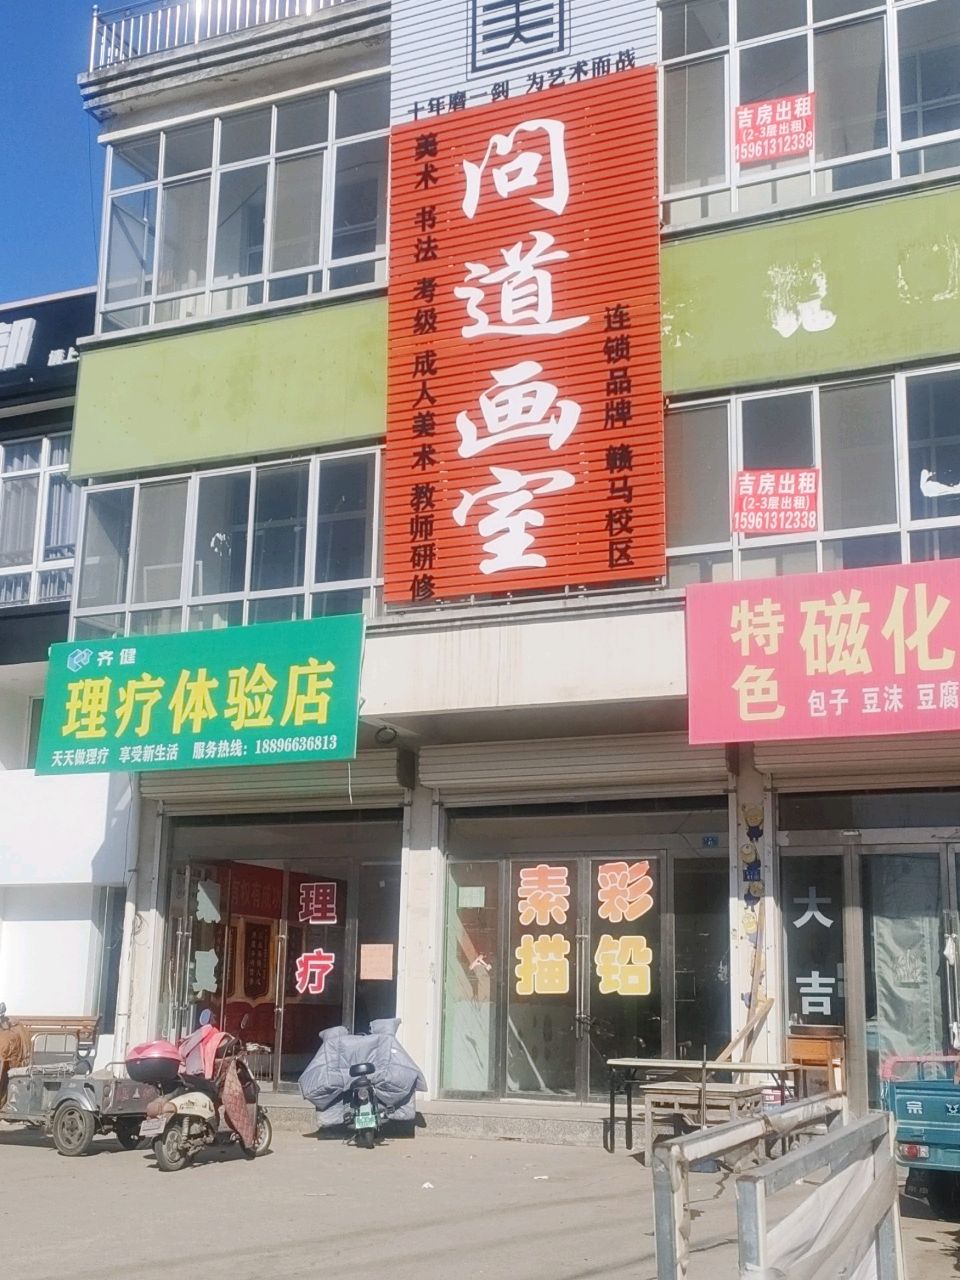 美
十年磨一剑 为艺术而战
问道画室
美术 书法 考级 成人美术 教师研修
连锁品牌 赣马校区
吉房出租
(2-3层出租)
15961312338
吉房出租
(2-3层出租)
15961312338
齐健
理疗体验店
天天做理疗 享受新生活 服务热线：18896636813
特色
磁化
包子 豆沫 豆腐
理疗
素描
彩铅
大吉
宗